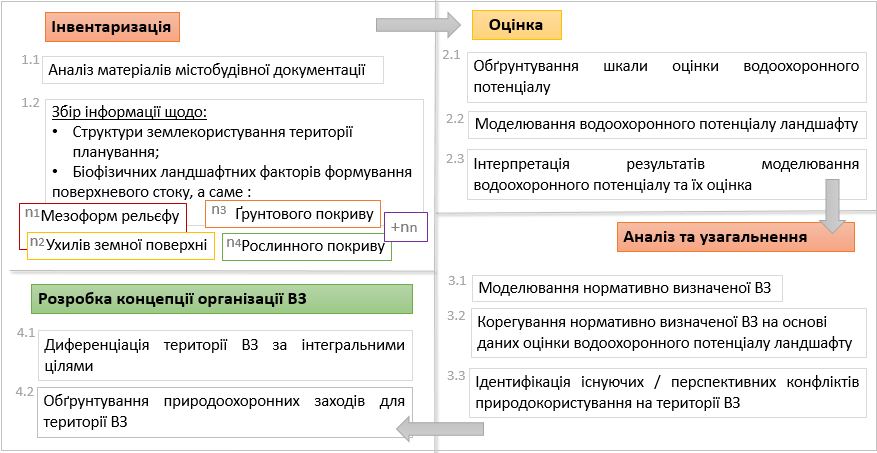 Інвентаризація
1.1
Аналіз матеріалів містобудівної документації
1.2
Збір інформації щодо:
• Структури землекористування території
планування;
• Біофізичних ландшафтних факторів формування
поверхневого стоку, а саме :
n1 Мезоформ рельєфу
n3 Ґрунтового покриву
+nn
n2 Ухилів земної поверхні
n4 Рослинного покриву
Оцінка
2.1
Обґрунтування шкали оцінки водоохоронного
потенціалу
2.2
Моделювання водоохоронного потенціалу ландшафту
2.3
Інтерпретація результатів моделювання
водоохоронного потенціалу та їх оцінка
Аналіз та узагальнення
3.1
Моделювання нормативно визначеної ВЗ
3.2
Корегування нормативно визначеної ВЗ на основі
даних оцінки водоохоронного потенціалу ландшафту
3.3
Ідентифікація існуючих / перспективних конфліктів
природокористування на території ВЗ
Розробка концепції організації ВЗ
4.1
Диференціація території ВЗ за інтегральними
цілями
4.2
Обґрунтування природоохоронних заходів для
території ВЗ